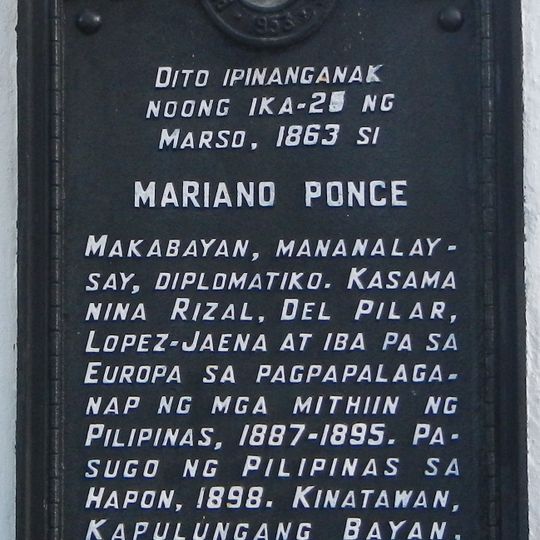 953
DITO IPINANGANAK
NOONG IKA-25 NG
MARSO, 1863 SI
MARIANO PONCE
MAKABAYAN, MANANALAY-
SAY, DIPLOMATIKO. KASAMA
NINA RIZAL, DEL PILAR,
LOPEZ-JAENA AT IBA PA SA
EUROPA SA PAGPAPALAGA-
NAP NG MGA MITHIIN NG
PILIPINAS, 1887-1895. PA-
SUGO NG PILIPINAS SA
HAPON, 1898. KINATAWAN,
KAPULUNGANG BAYAN,